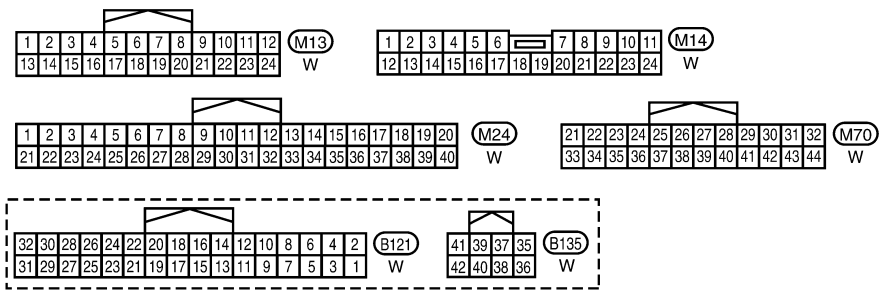 1 2 3 4 5 6 7 8 9 10 11 12 M13
13 14 15 16 17 18 19 20 21 22 23 24 W
1 2 3 4 5 6 7 8 9 10 11 M14
12 13 14 15 16 17 18 19 20 21 22 23 24 W
1 2 3 4 5 6 7 8 9 10 11 12 13 14 15 16 17 18 19 20 M24
21 22 23 24 25 26 27 28 29 30 31 32 33 34 35 36 37 38 39 40 W
21 22 23 24 25 26 27 28 29 30 31 32 M70
33 34 35 36 37 38 39 40 41 42 43 44 W
32 30 28 26 24 22 20 18 16 14 12 10 8 6 4 2 B121
31 29 27 25 23 21 19 17 15 13 11 9 7 5 3 1 W
41 39 37 35 B135
42 40 38 36 W